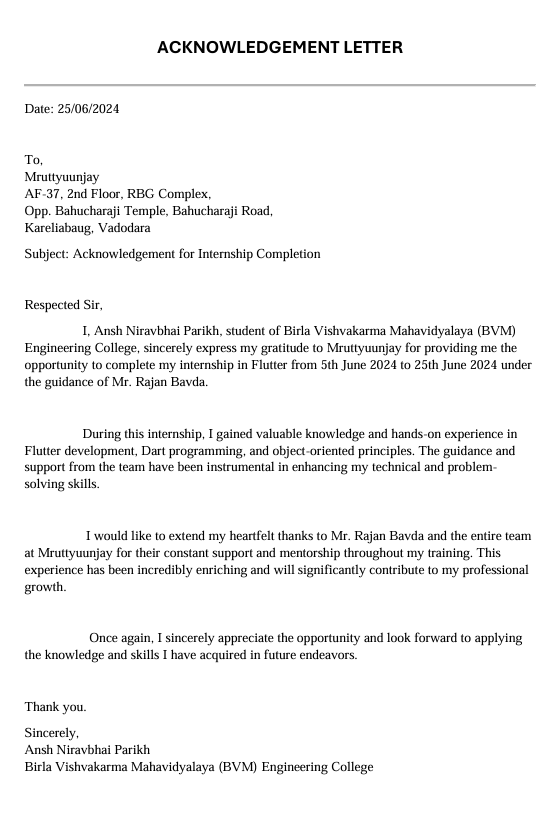 ACKNOWLEDGEMENT LETTER
Date: 25/06/2024
To,
Mruttyuunjay
AF-37, 2nd Floor, RBG Complex,
Opp. Bahucharaji Temple, Bahucharaji Road,
Kareliabaug, Vadodara
Subject: Acknowledgement for Internship Completion
Respected Sir,
I, Ansh Niravbhai Parikh, student of Birla Vishvakarma Mahavidyalaya (BVM)
Engineering College, sincerely express my gratitude to Mruttyuunjay for providing me the
opportunity to complete my internship in Flutter from 5th June 2024 to 25th June 2024 under
the guidance of Mr. Rajan Bavda.
During this internship, I gained valuable knowledge and hands-on experience in
Flutter development, Dart programming, and object-oriented principles. The guidance and
support from the team have been instrumental in enhancing my technical and problem-
solving skills.
I would like to extend my heartfelt thanks to Mr. Rajan Bavda and the entire team
at Mruttyuunjay for their constant support and mentorship throughout my training. This
experience has been incredibly enriching and will significantly contribute to my professional
growth.
Once again, I sincerely appreciate the opportunity and look forward to applying
the knowledge and skills I have acquired in future endeavors.
Thank you.
Sincerely,
Ansh Niravbhai Parikh
Birla Vishvakarma Mahavidyalaya (BVM) Engineering College